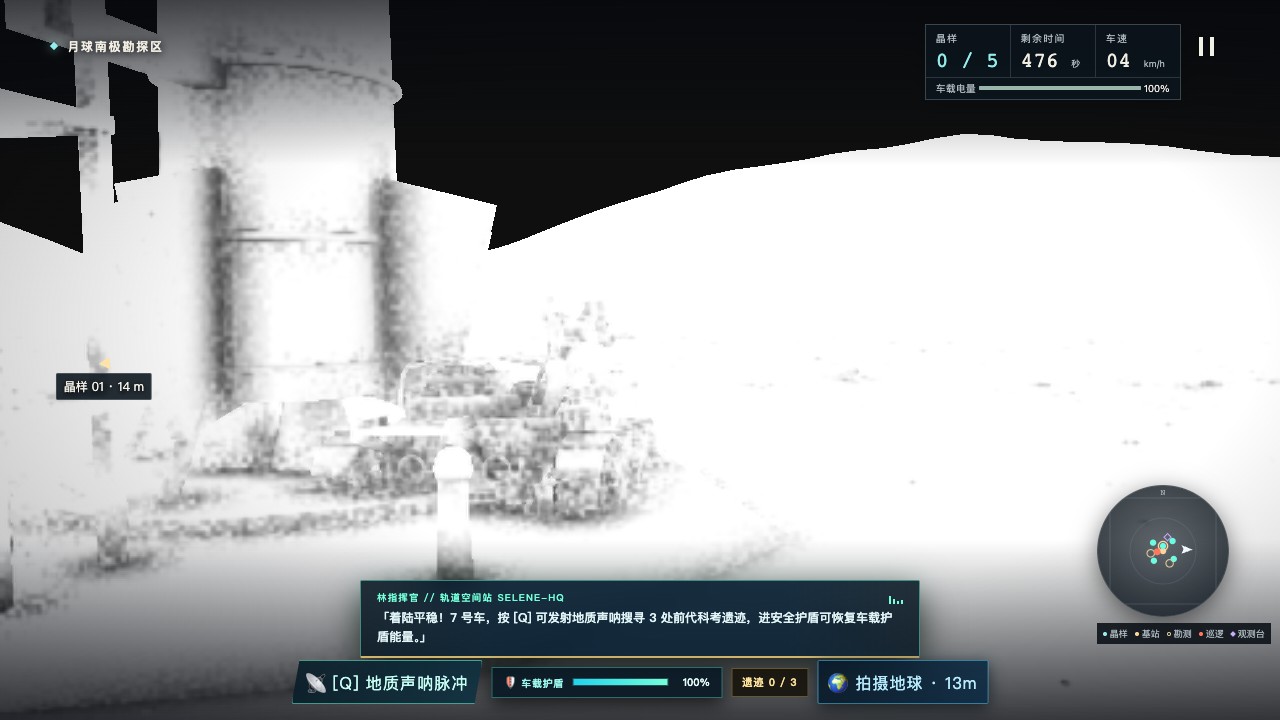 月球南极勘探区
晶样
0 / 5
剩余时间
476 秒
车速
04 km/h
车载电量 100%
晶样 01 · 14 m
N
晶样 基站 勘测 巡逻 观测台
林指挥官 // 轨道空间站 SELENE-HQ
「着陆平稳！7 号车，按 [Q] 可发射地质声呐搜寻 3 处前代科考遗迹，进安全护盾可恢复车载护
盾能量。」
[Q] 地质声呐脉冲
车载护盾 100%
遗迹 0 / 3
拍摄地球 · 13m